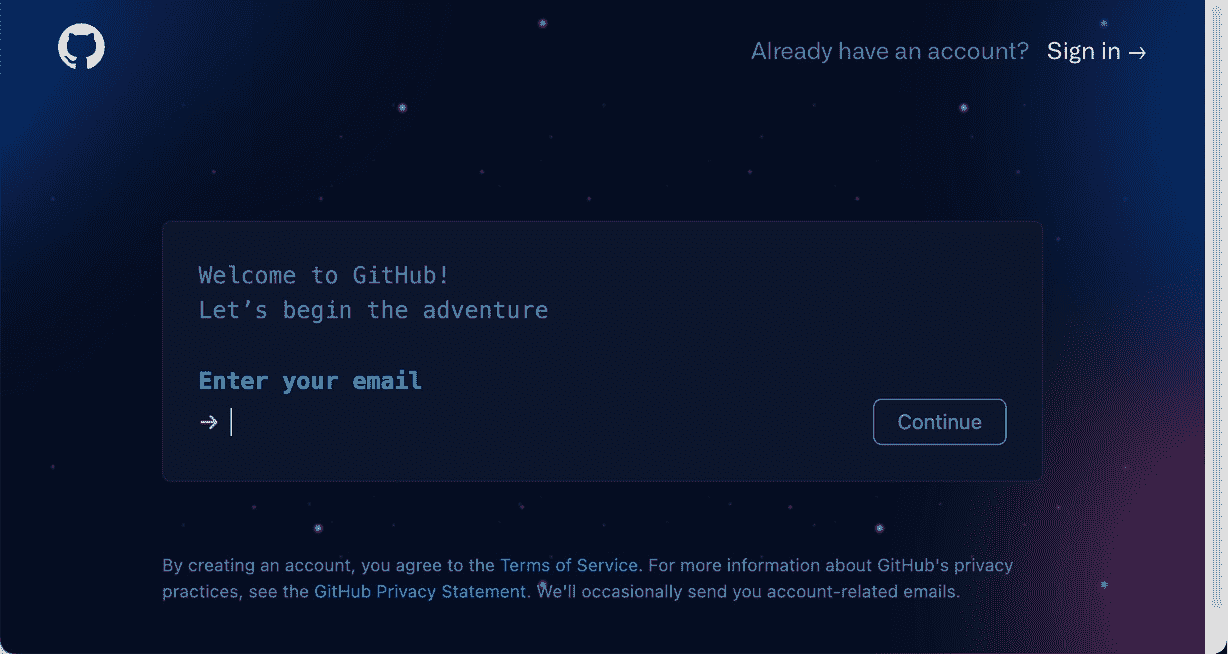 Already have an account? Sign in →
Welcome to GitHub!
Let’s begin the adventure
Enter your email
→
Continue
By creating an account, you agree to the Terms of Service. For more information about GitHub's privacy
practices, see the GitHub Privacy Statement. We'll occasionally send you account-related emails.